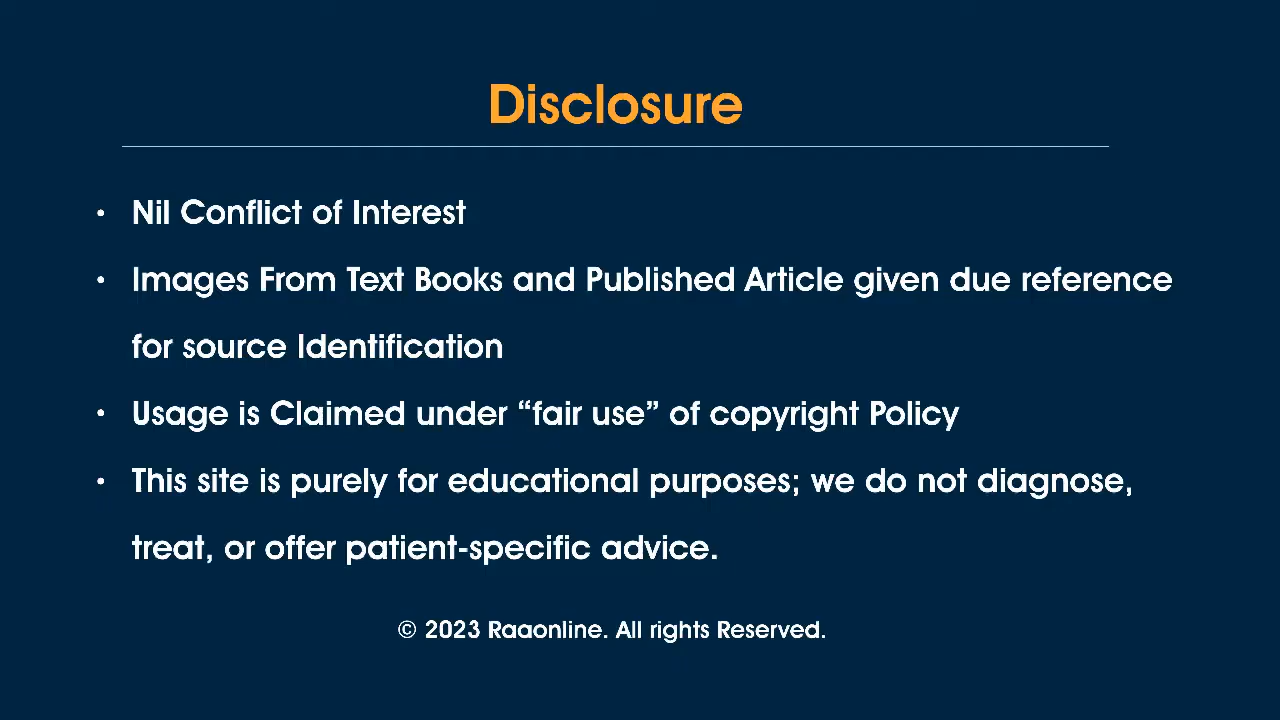 Disclosure
• Nil Conflict of Interest
• Images From Text Books and Published Article given due reference
for source Identification
• Usage is Claimed under “fair use” of copyright Policy
• This site is purely for educational purposes; we do not diagnose,
treat, or offer patient-specific advice.
© 2023 Raaonline. All rights Reserved.